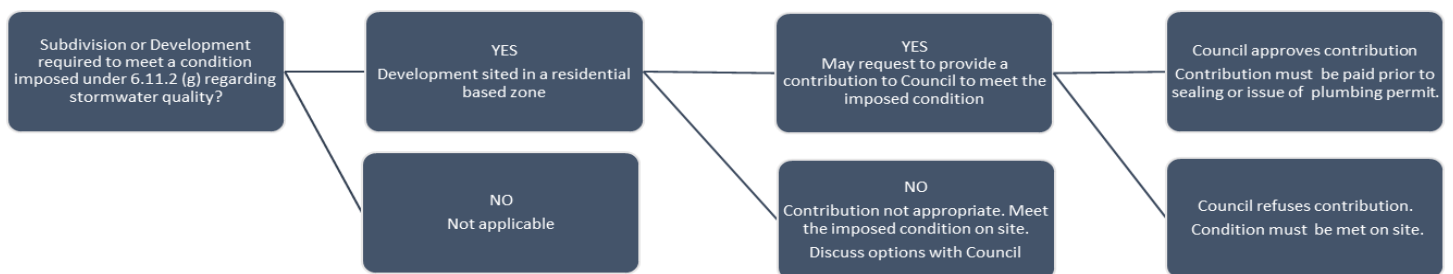 Subdivision or Development
required to meet a condition
imposed under 6.11.2 (g) regarding
stormwater quality?
YES
Development sited in a residential
based zone
NO
Not applicable
YES
May request to provide a
contribution to Council to meet the
imposed condition
NO
Contribution not appropriate. Meet
the imposed condition on site.
Discuss options with Council
Council approves contribution
Contribution must be paid prior to
sealing or issue of plumbing permit.
Council refuses contribution.
Condition must be met on site.